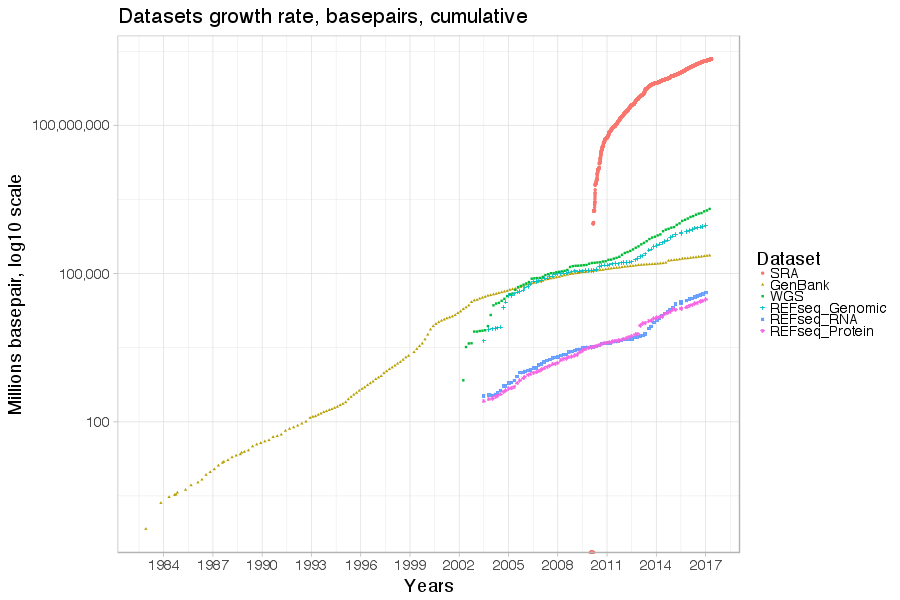 Datasets growth rate, basepairs, cumulative
Millions basepair, log10 scale
100,000,000
100,000
100
1984 1987 1990 1993 1996 1999 2002 2005 2008 2011 2014 2017
Years
Dataset
SRA
GenBank
WGS
REFseq_Genomic
REFseq_RNA
REFseq_Protein